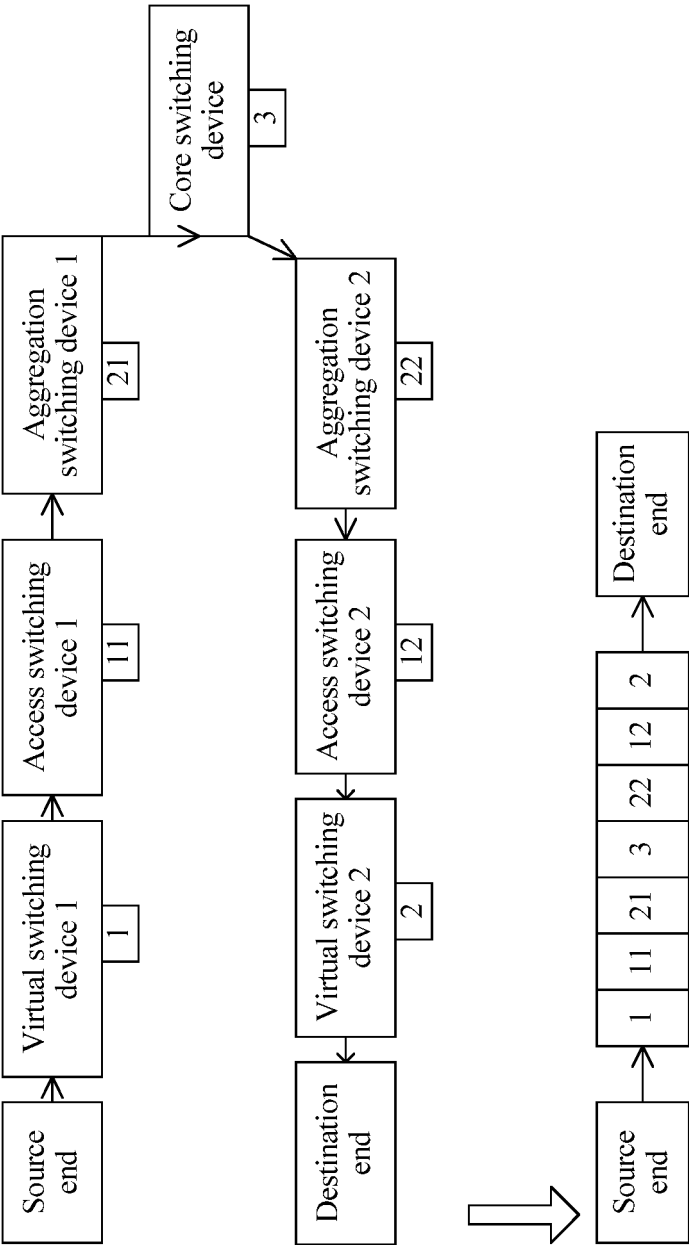 Source
end
Virtual switching
device 1
1
Access switching
device 1
11
Aggregation
switching device 1
21
Core switching
device
3
Aggregation
switching device 2
22
Access switching
device 2
12
Virtual switching
device 2
2
Destination
end
Source
end
1
11
21
3
22
12
2
Destination
end